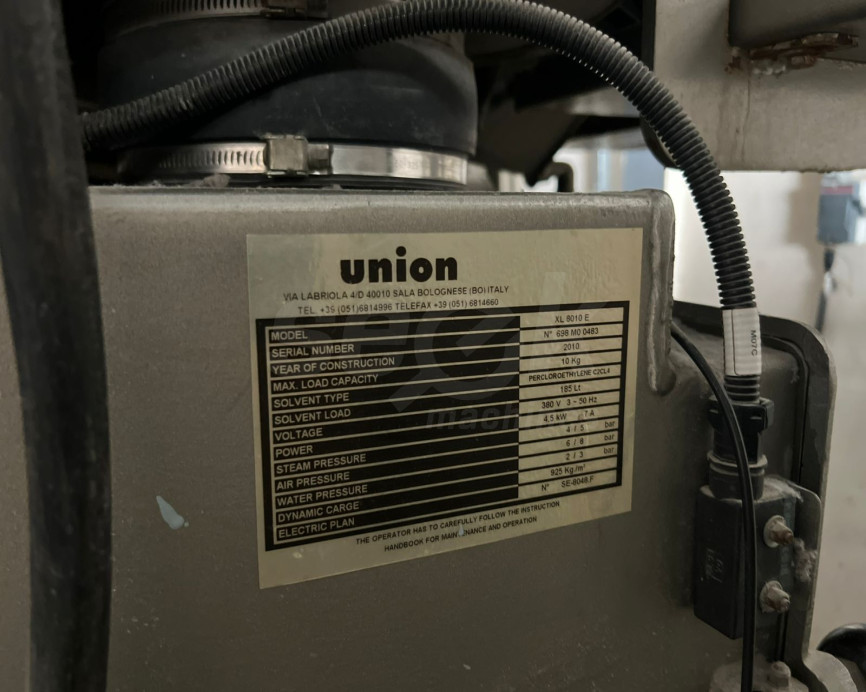 union
VIA LABRIOLA 4/D 40010 SALA BOLOGNESE (BO) ITALY
TEL. +39 (051)6814996 TELEFAX +39 (051) 6814660
MODEL XL 8010 E
SERIAL NUMBER N° 698 M0 0483
YEAR OF CONSTRUCTION 2010
MAX. LOAD CAPACITY 10 Kg
SOLVENT TYPE PERCLOROETHYLENE C2CL4
SOLVENT LOAD 185 Lt
VOLTAGE 380 V 3 - 50 Hz
POWER 4,5 kW 7 A
STEAM PRESSURE 4 / 5 bar
AIR PRESSURE 6 / 8 bar
WATER PRESSURE 2 / 3 bar
DYNAMIC CARGE 925 Kg/m²
ELECTRIC PLAN N° SE-8048.F
THE OPERATOR HAS TO CAREFULLY FOLLOW THE INSTRUCTION
HANDBOOK FOR MAINTENANCE AND OPERATION
M07C